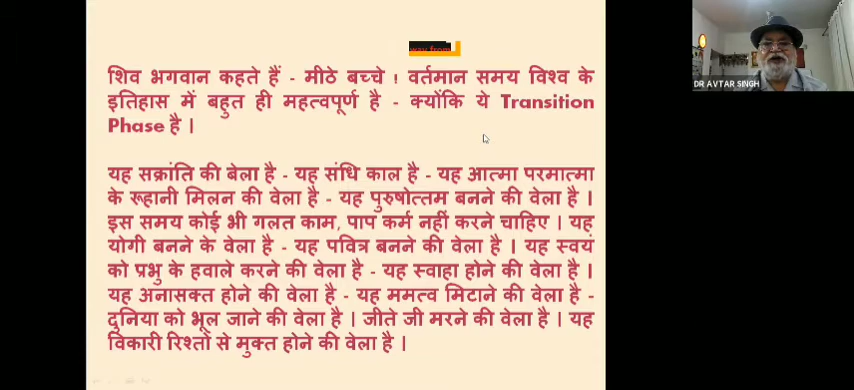 way from
शिव भगवान कहते हैं - मीठे बच्चे ! वर्तमान समय विश्व के
इतिहास में बहुत ही महत्वपूर्ण है - क्योंकि ये Transition
Phase है ।
यह सक्रांति की बेला है - यह संधि काल है - यह आत्मा परमात्मा
के रूहानी मिलन की वेला है - यह पुरुषोत्तम बनने की वेला है ।
इस समय कोई भी गलत काम, पाप कर्म नहीं करने चाहिए । यह
योगी बनने के वेला है - यह पवित्र बनने की वेला है । यह स्वयं
को प्रभु के हवाले करने की वेला है - यह स्वाहा होने की वेला है ।
यह अनासक्त होने की वेला है - यह ममत्व मिटाने की वेला है -
दुनिया को भूल जाने की वेला है । जीते जी मरने की वेला है । यह
विकारी रिश्तों से मुक्त होने की वेला है ।
DR AVTAR SINGH